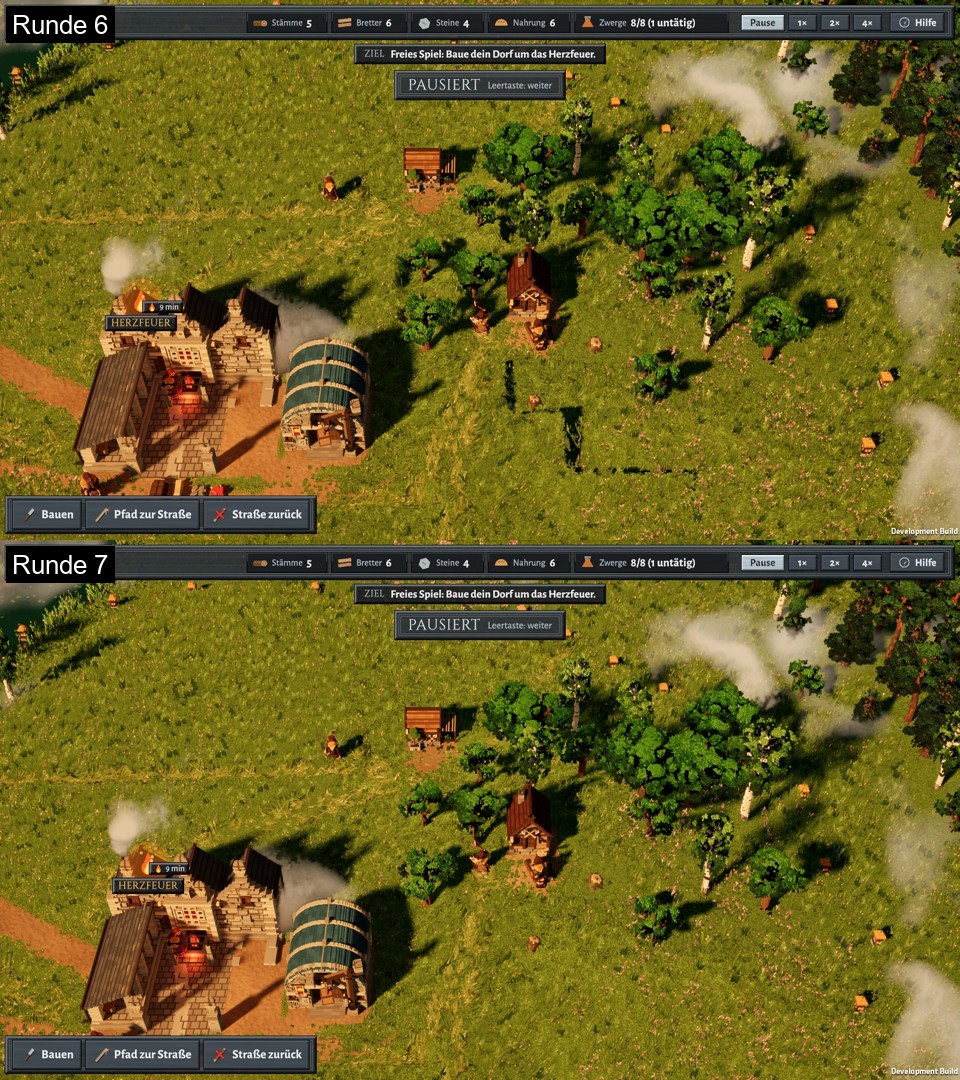 Runde 6
Stämme 5 Bretter 6 Steine 4 Nahrung 6 Zwerge 8/8 (1 untätig) Pause 1× 2× 4× Hilfe
ZIEL Freies Spiel: Baue dein Dorf um das Herzfeuer.
PAUSIERT Leertaste: weiter
9 min
HERZFEUER
Bauen Pfad zur Straße Straße zurück
Development Build
Runde 7
Stämme 5 Bretter 6 Steine 4 Nahrung 6 Zwerge 8/8 (1 untätig) Pause 1× 2× 4× Hilfe
ZIEL Freies Spiel: Baue dein Dorf um das Herzfeuer.
PAUSIERT Leertaste: weiter
9 min
HERZFEUER
Bauen Pfad zur Straße Straße zurück
Development Build